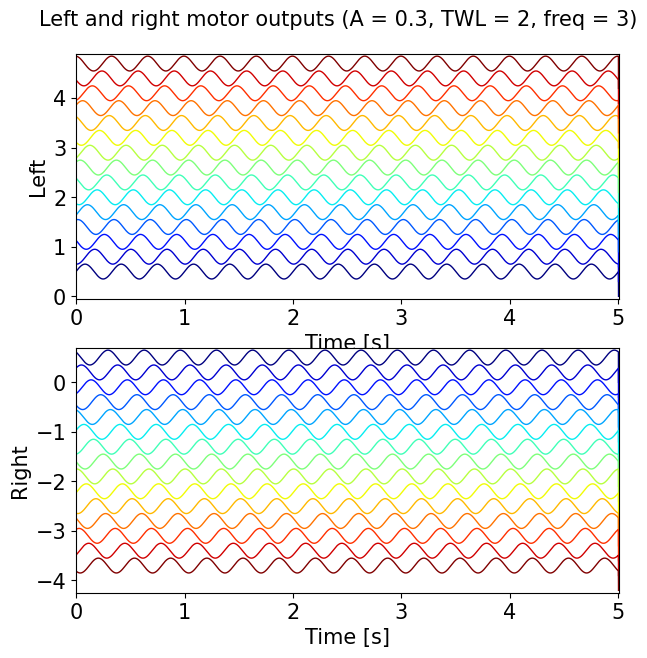 Left and right motor outputs (A = 0.3, TWL = 2, freq = 3)
4
3
2
1
0
Left
0 1 2 3 4 5
Time [s]
0
−1
−2
−3
−4
Right
0 1 2 3 4 5
Time [s]